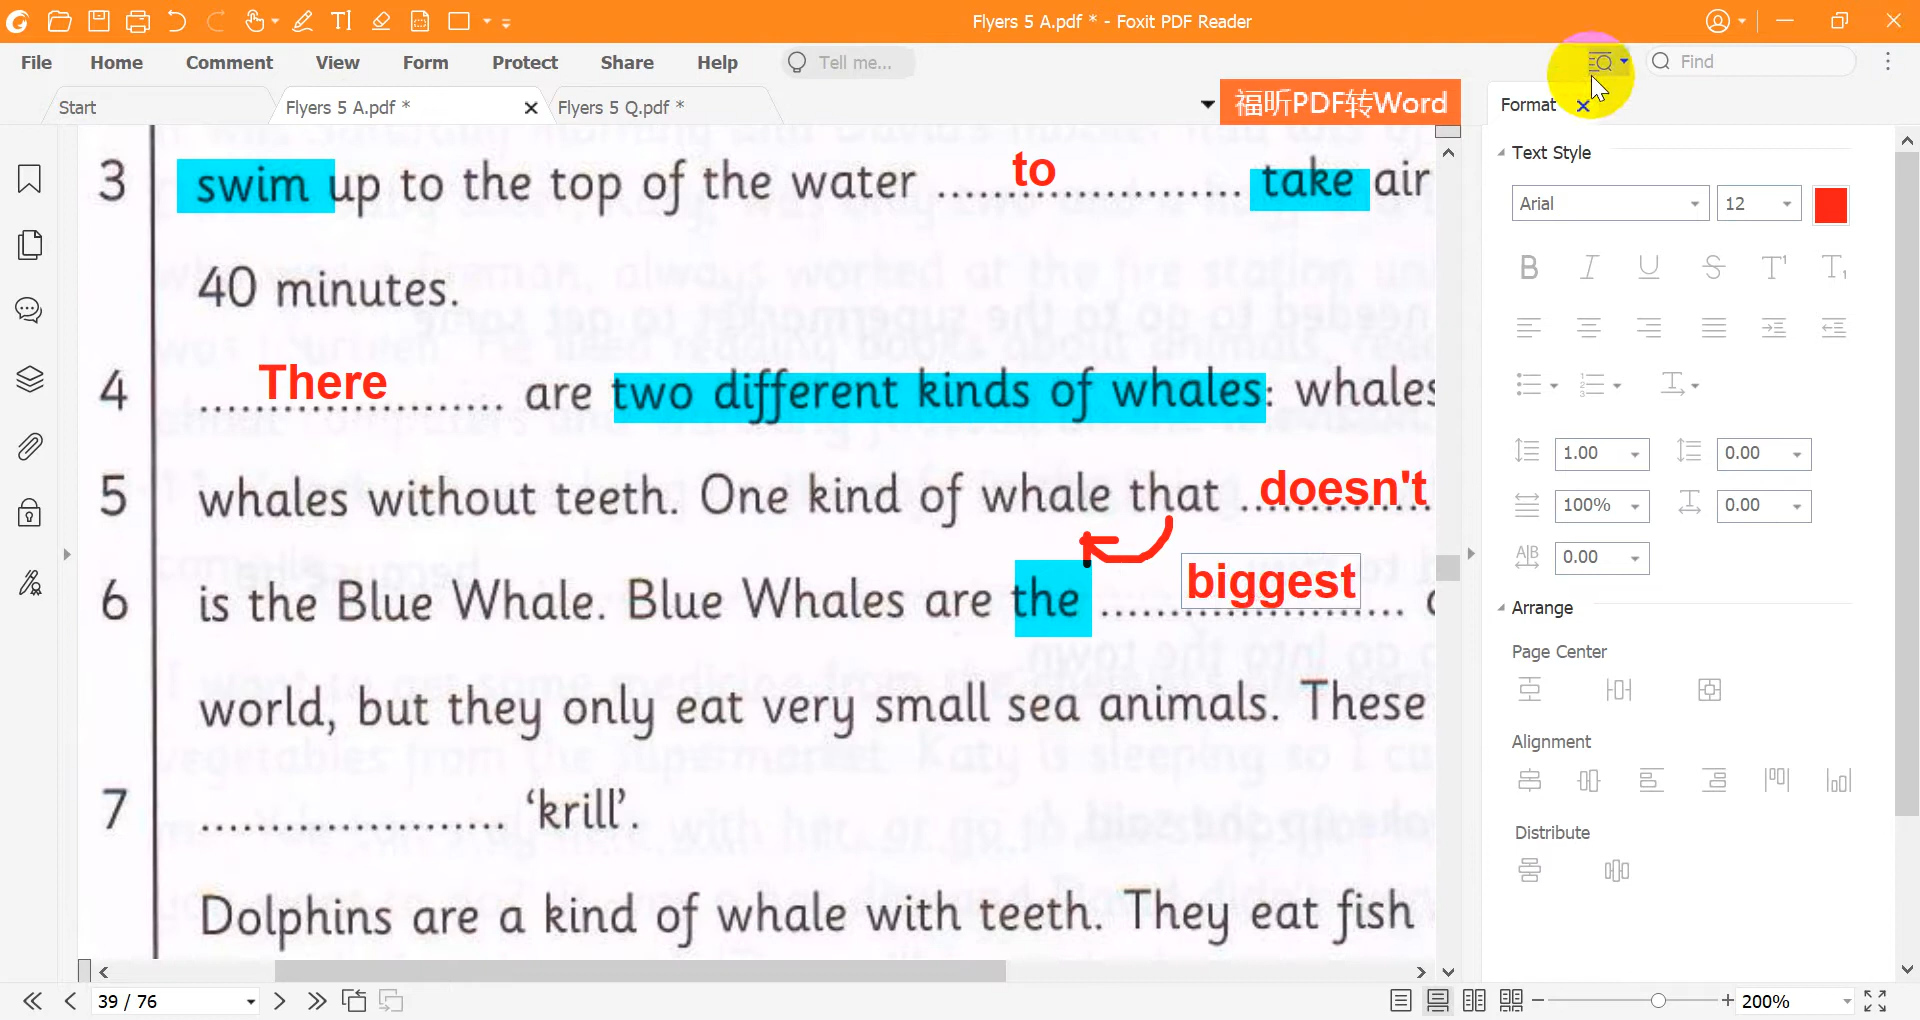 Flyers 5 A.pdf * - Foxit PDF Reader
File Home Comment View Form Protect Share Help Tell me... Find
Start Flyers 5 A.pdf * Flyers 5 Q.pdf * 福昕PDF转Word Format
3 swim up to the top of the water ........................ to take air
40 minutes.
4 There ........................ are two different kinds of whales: whales
5 whales without teeth. One kind of whale that ............... doesn't
6 is the Blue Whale. Blue Whales are the biggest ........................
world, but they only eat very small sea animals. These
7 ........................ 'krill'.
Dolphins are a kind of whale with teeth. They eat fish
Text Style
Arial 12
B I U S T T
1.00 0.00
100% 0.00
0.00
Arrange
Page Center
Alignment
Distribute
39 / 76 200%